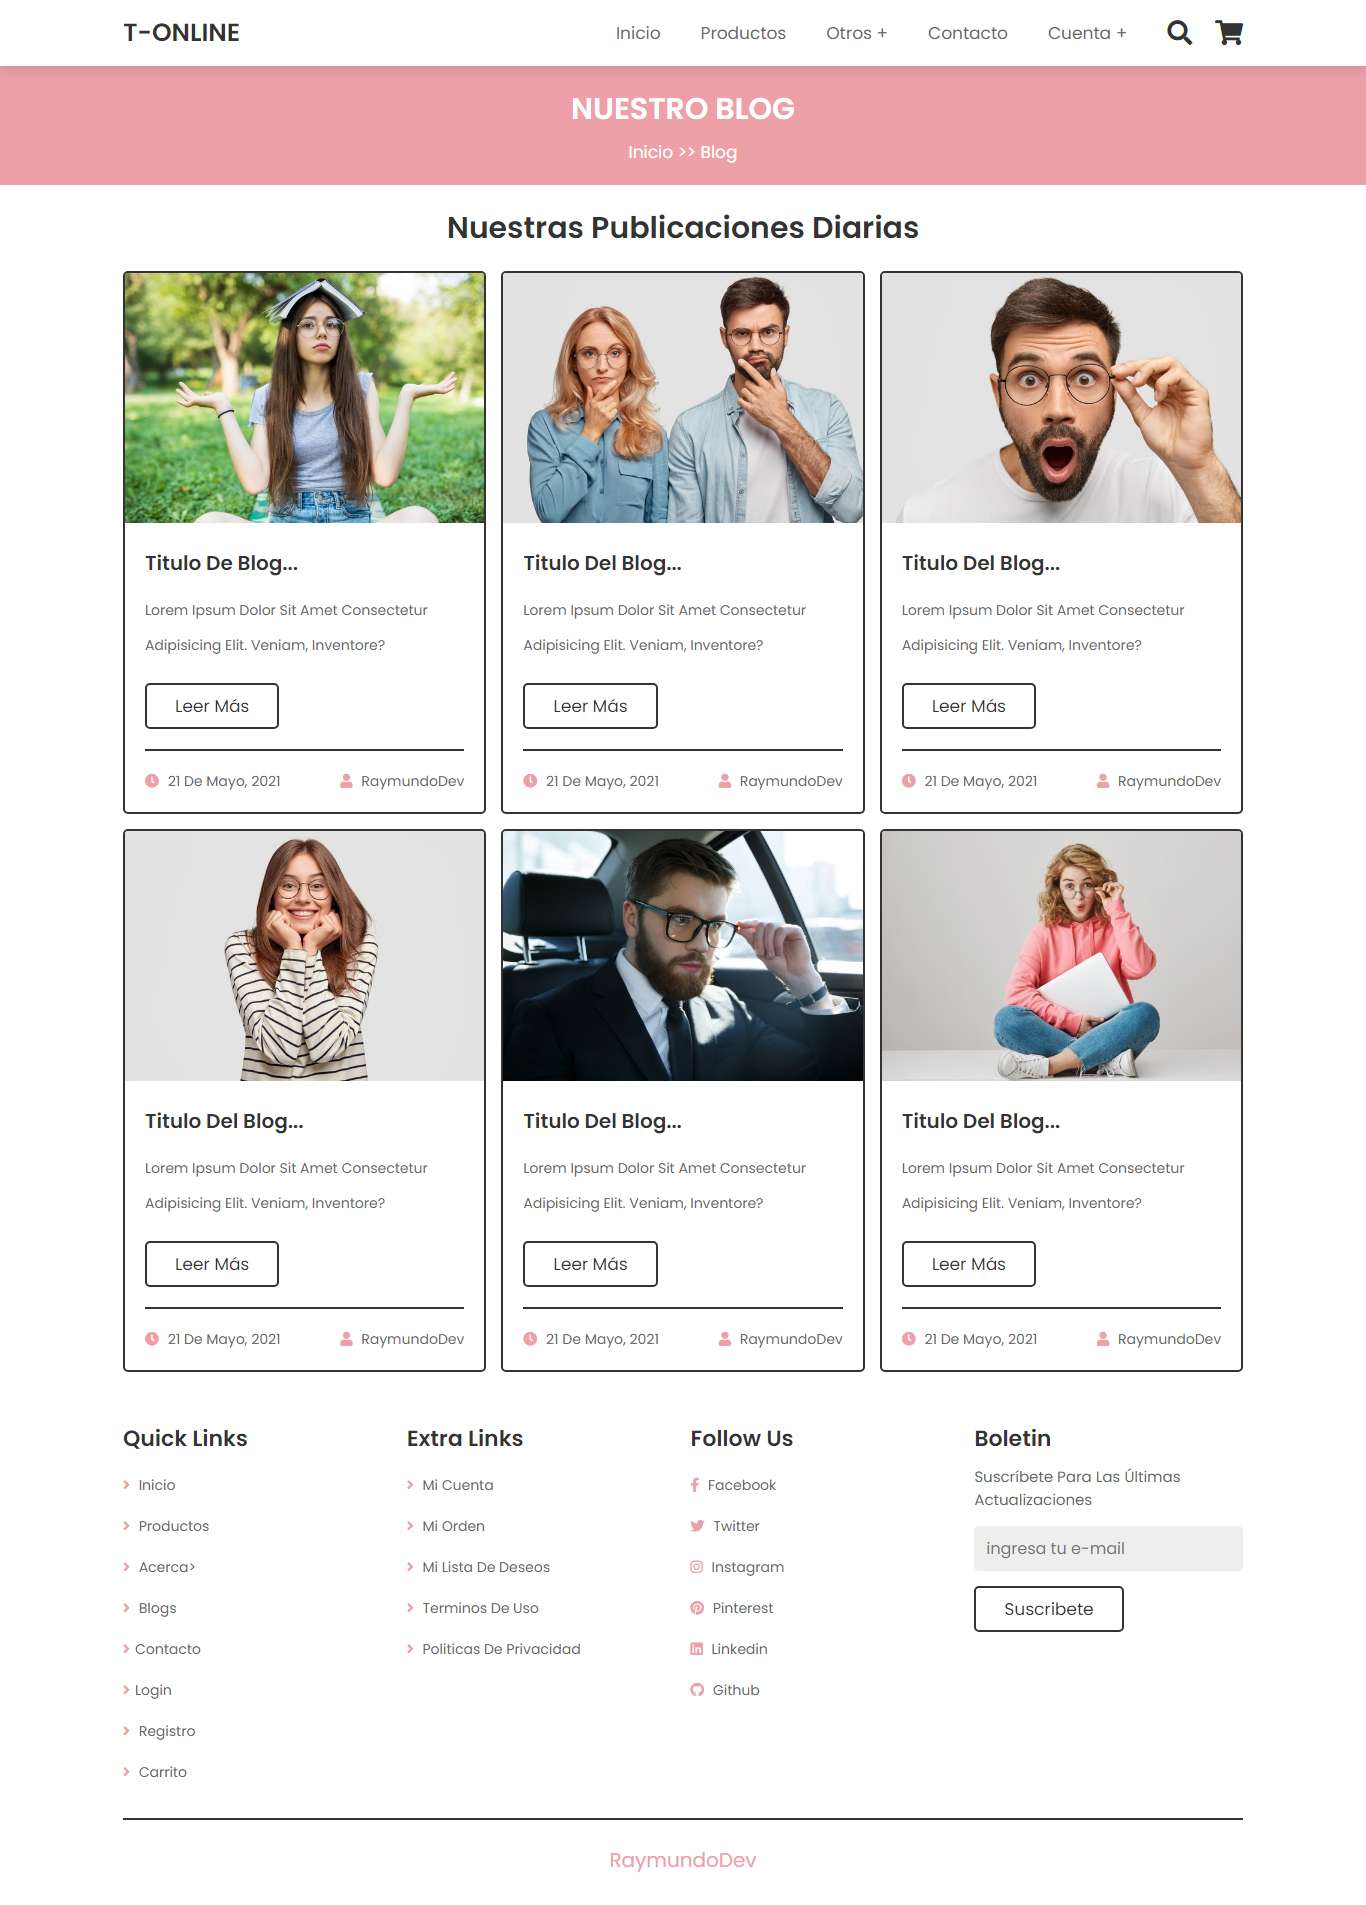 T-ONLINE
Inicio
Productos
Otros +
Contacto
Cuenta +
NUESTRO BLOG
Inicio >> Blog
Nuestras Publicaciones Diarias
Titulo De Blog...
Lorem Ipsum Dolor Sit Amet Consectetur
Adipisicing Elit. Veniam, Inventore?
Leer Más
21 De Mayo, 2021
RaymundoDev
Titulo Del Blog...
Lorem Ipsum Dolor Sit Amet Consectetur
Adipisicing Elit. Veniam, Inventore?
Leer Más
21 De Mayo, 2021
RaymundoDev
Titulo Del Blog...
Lorem Ipsum Dolor Sit Amet Consectetur
Adipisicing Elit. Veniam, Inventore?
Leer Más
21 De Mayo, 2021
RaymundoDev
Titulo Del Blog...
Lorem Ipsum Dolor Sit Amet Consectetur
Adipisicing Elit. Veniam, Inventore?
Leer Más
21 De Mayo, 2021
RaymundoDev
Titulo Del Blog...
Lorem Ipsum Dolor Sit Amet Consectetur
Adipisicing Elit. Veniam, Inventore?
Leer Más
21 De Mayo, 2021
RaymundoDev
Titulo Del Blog...
Lorem Ipsum Dolor Sit Amet Consectetur
Adipisicing Elit. Veniam, Inventore?
Leer Más
21 De Mayo, 2021
RaymundoDev
Quick Links
Inicio
Productos
Acerca>
Blogs
Contacto
Login
Registro
Carrito
Extra Links
Mi Cuenta
Mi Orden
Mi Lista De Deseos
Terminos De Uso
Politicas De Privacidad
Follow Us
Facebook
Twitter
Instagram
Pinterest
Linkedin
Github
Boletin
Suscríbete Para Las Últimas
Actualizaciones
ingresa tu e-mail
Suscribete
RaymundoDev